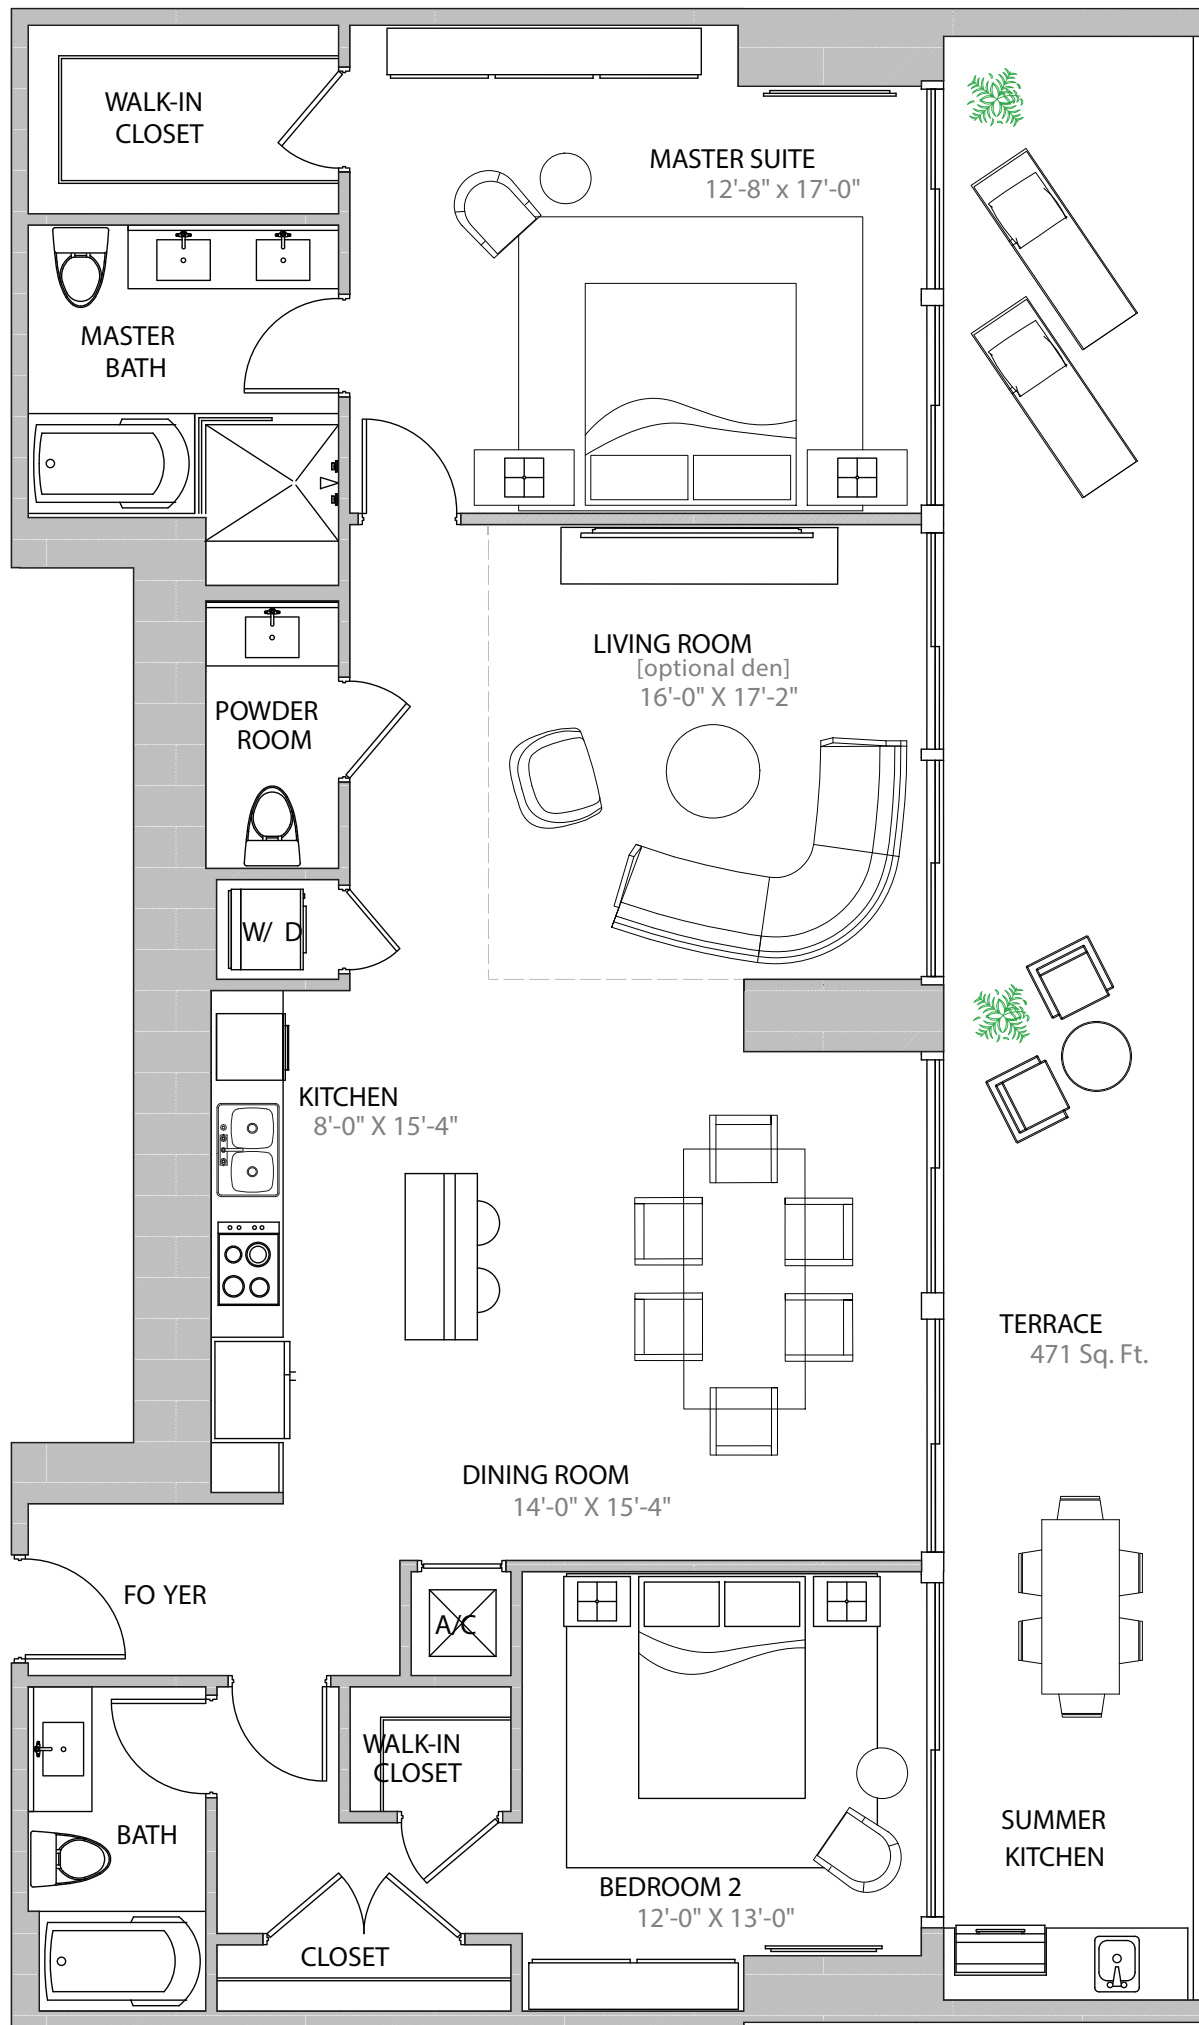 WALK-IN
CLOSET
MASTER SUITE
12'-8" x 17'-0"
MASTER
BATH
LIVING ROOM
[optional den]
16'-0" X 17'-2"
POWDER
ROOM
W/ D
KITCHEN
8'-0" X 15'-4"
TERRACE
471 Sq. Ft.
DINING ROOM
14'-0" X 15'-4"
FO YER
A/C
WALK-IN
CLOSET
BATH
SUMMER
KITCHEN
BEDROOM 2
12'-0" X 13'-0"
CLOSET